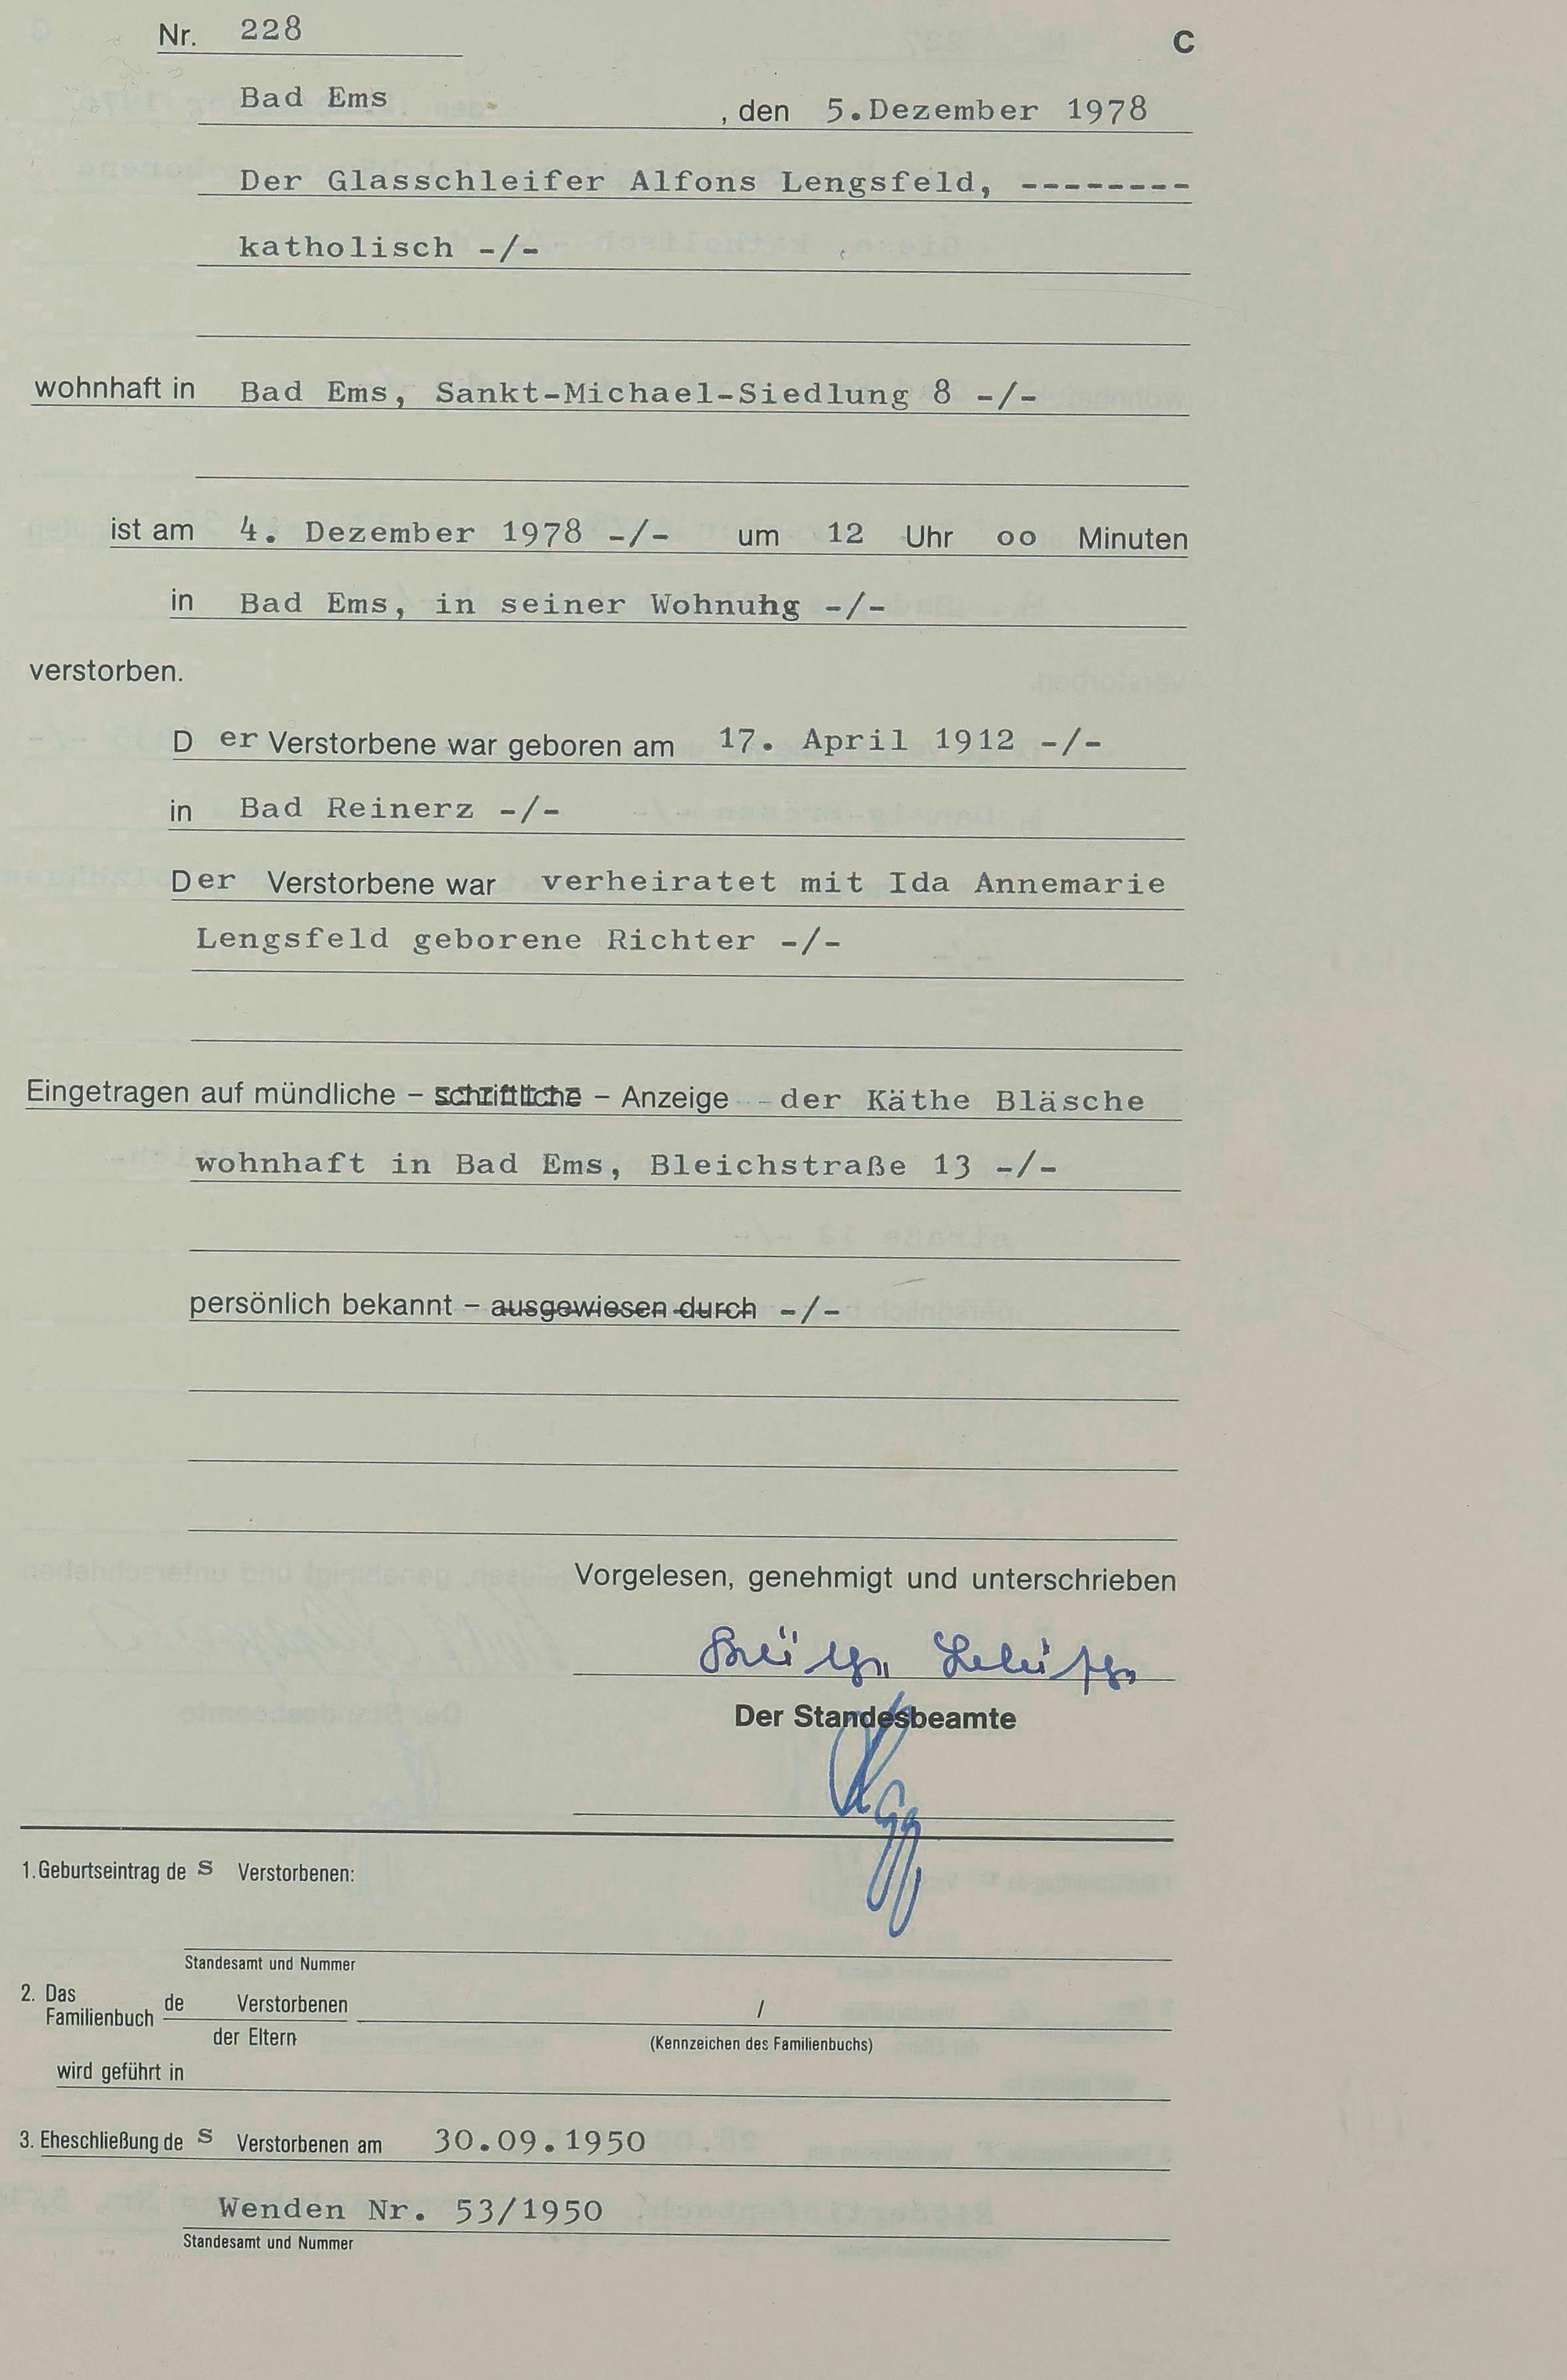 Nr. 228 C
Bad Ems , den 5.Dezember 1978
Der Glasschleifer Alfons Lengsfeld, --------
katholisch -/-
wohnhaft in Bad Ems, Sankt-Michael-Siedlung 8 -/-
ist am 4. Dezember 1978 -/- um 12 Uhr oo Minuten
in Bad Ems, in seiner Wohnuhg -/-
verstorben.
D er Verstorbene war geboren am 17. April 1912 -/-
in Bad Reinerz -/-
Der Verstorbene war verheiratet mit Ida Annemarie
Lengsfeld geborene Richter -/-
Eingetragen auf mündliche – schriftliche – Anzeige der Käthe Bläsche
wohnhaft in Bad Ems, Bleichstraße 13 -/-
persönlich bekannt – ausgewiesen durch -/-
Vorgelesen, genehmigt und unterschrieben
Der Standesbeamte
1. Geburtseintrag de s Verstorbenen:
Standesamt und Nummer
2. Das Familienbuch de Verstorbenen /
der Eltern (Kennzeichen des Familienbuchs)
wird geführt in
3. Eheschließung de s Verstorbenen am 30.09.1950
Wenden Nr. 53/1950
Standesamt und Nummer